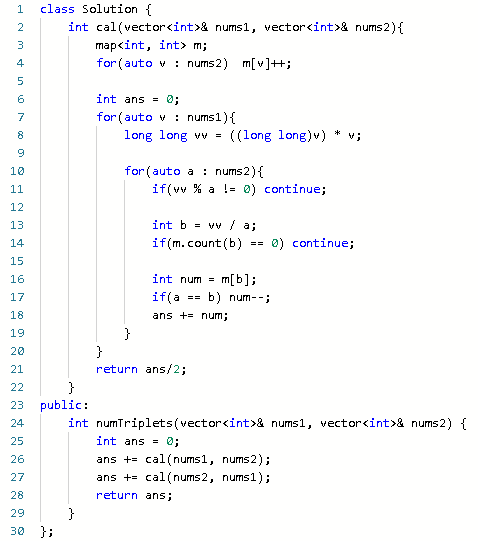 1 class Solution {
2     int cal(vector<int>& nums1, vector<int>& nums2){
3         map<int, int> m;
4         for(auto v : nums2)  m[v]++;
5
6         int ans = 0;
7         for(auto v : nums1){
8             long long vv = ((long long)v) * v;
9
10             for(auto a : nums2){
11                 if(vv % a != 0) continue;
12
13                 int b = vv / a;
14                 if(m.count(b) == 0) continue;
15
16                 int num = m[b];
17                 if(a == b) num--;
18                 ans += num;
19             }
20         }
21         return ans/2;
22     }
23 public:
24     int numTriplets(vector<int>& nums1, vector<int>& nums2) {
25         int ans = 0;
26         ans += cal(nums1, nums2);
27         ans += cal(nums2, nums1);
28         return ans;
29     }
30 };